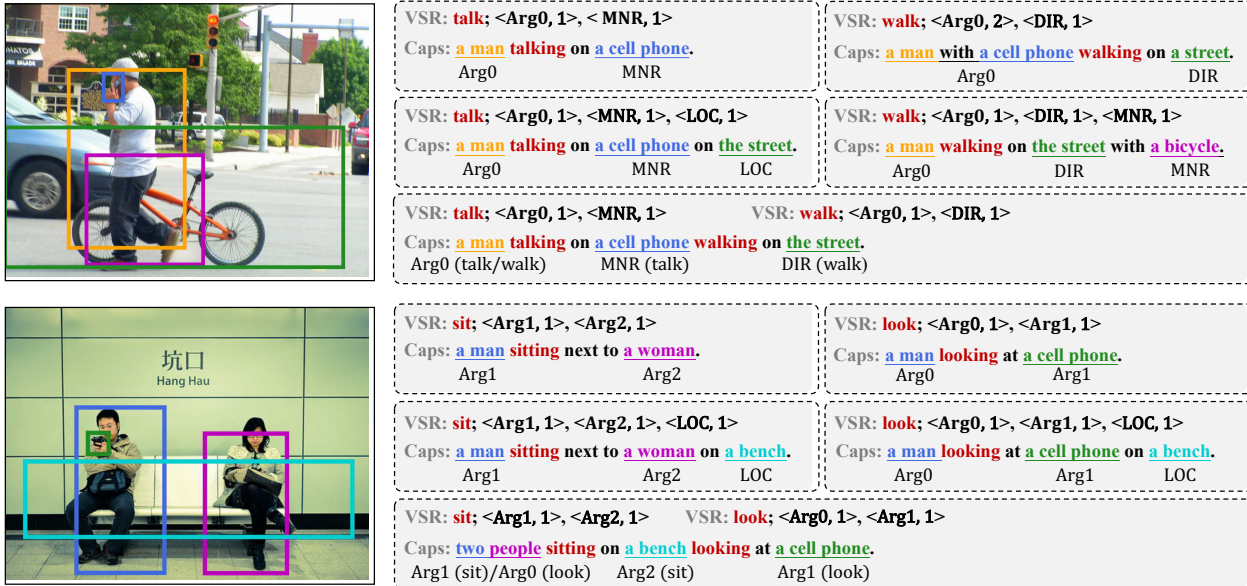 VSR: talk; <Arg0, 1>, < MNR, 1>
Caps: a man talking on a cell phone.
Arg0 MNR
VSR: walk; <Arg0, 2>, <DIR, 1>
Caps: a man with a cell phone walking on a street.
Arg0 DIR
VSR: talk; <Arg0, 1>, <MNR, 1>, <LOC, 1>
Caps: a man talking on a cell phone on the street.
Arg0 MNR LOC
VSR: walk; <Arg0, 1>, <DIR, 1>, <MNR, 1>
Caps: a man walking on the street with a bicycle.
Arg0 DIR MNR
VSR: talk; <Arg0, 1>, <MNR, 1> VSR: walk; <Arg0, 1>, <DIR, 1>
Caps: a man talking on a cell phone walking on the street.
Arg0 (talk/walk) MNR (talk) DIR (walk)
坑口
Hang Hau
VSR: sit; <Arg1, 1>, <Arg2, 1>
Caps: a man sitting next to a woman.
Arg1 Arg2
VSR: look; <Arg0, 1>, <Arg1, 1>
Caps: a man looking at a cell phone.
Arg0 Arg1
VSR: sit; <Arg1, 1>, <Arg2, 1>, <LOC, 1>
Caps: a man sitting next to a woman on a bench.
Arg1 Arg2 LOC
VSR: look; <Arg0, 1>, <Arg1, 1>, <LOC, 1>
Caps: a man looking at a cell phone on a bench.
Arg0 Arg1 LOC
VSR: sit; <Arg1, 1>, <Arg2, 1> VSR: look; <Arg0, 1>, <Arg1, 1>
Caps: two people sitting on a bench looking at a cell phone.
Arg1 (sit)/Arg0 (look) Arg2 (sit) Arg1 (look)